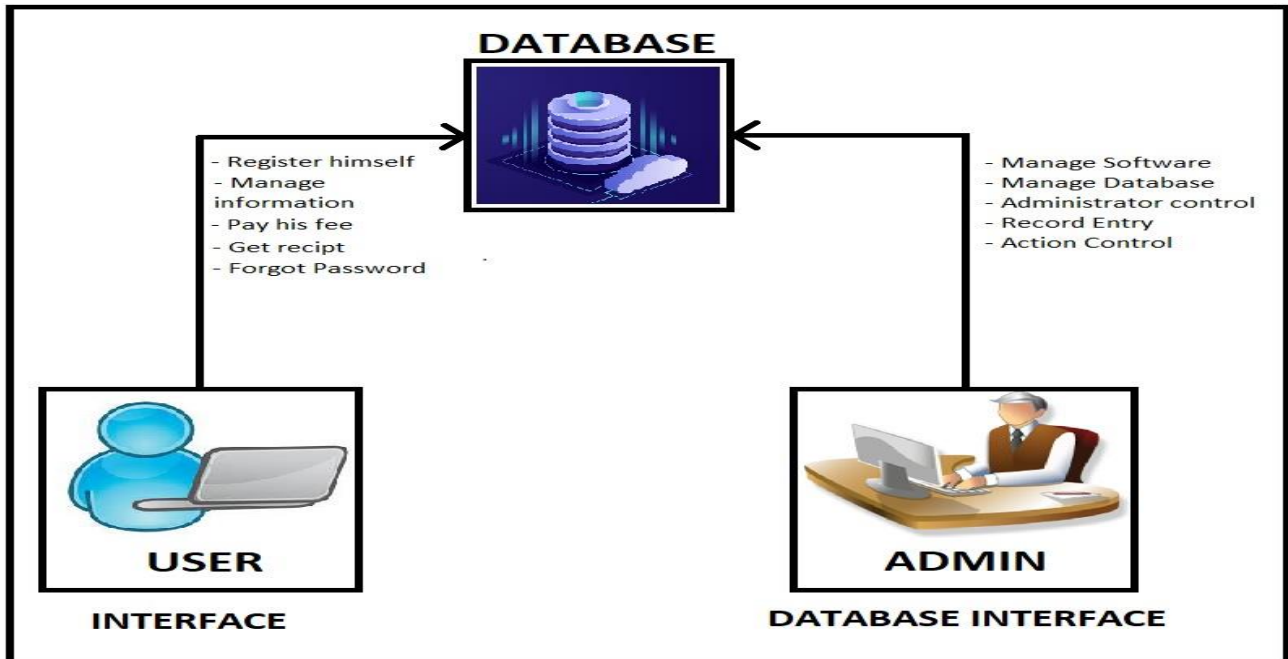 DATABASE
- Register himself
- Manage
information
- Pay his fee
- Get recipt
- Forgot Password
- Manage Software
- Manage Database
- Administrator control
- Record Entry
- Action Control
USER
INTERFACE
ADMIN
DATABASE INTERFACE